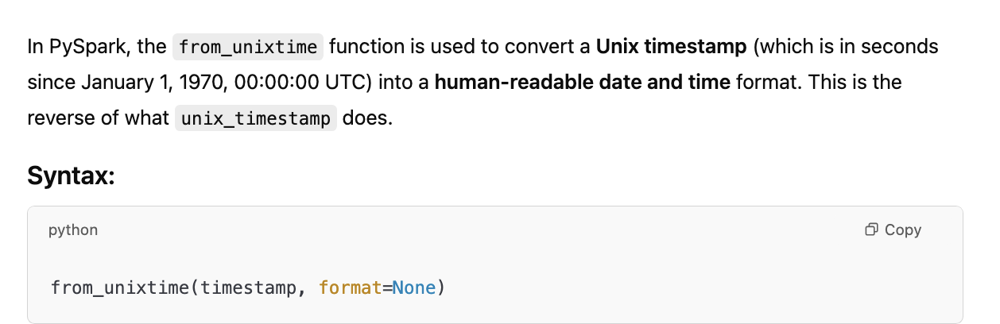 In PySpark, the from_unixtime function is used to convert a Unix timestamp (which is in seconds
since January 1, 1970, 00:00:00 UTC) into a human-readable date and time format. This is the
reverse of what unix_timestamp does.
Syntax:
python
Copy
from_unixtime(timestamp, format=None)